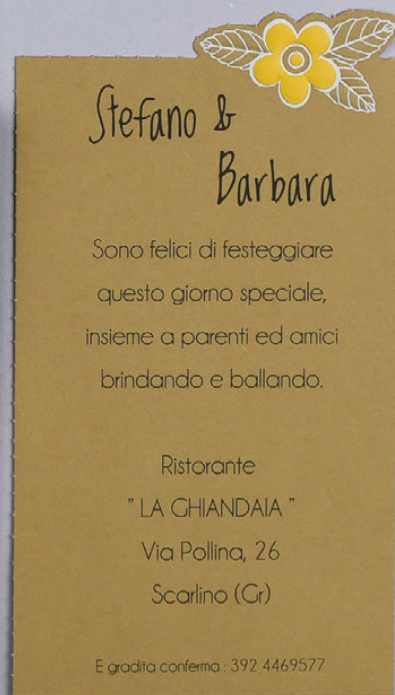 Stefano &
Barbara
Sono felici di festeggiare
questo giorno speciale,
insieme a parenti ed amici
brindando e ballando.
Ristorante
" LA GHIANDAIA "
Via Pollina, 26
Scarlino (Gr)
E gradita conferma : 392 4469577